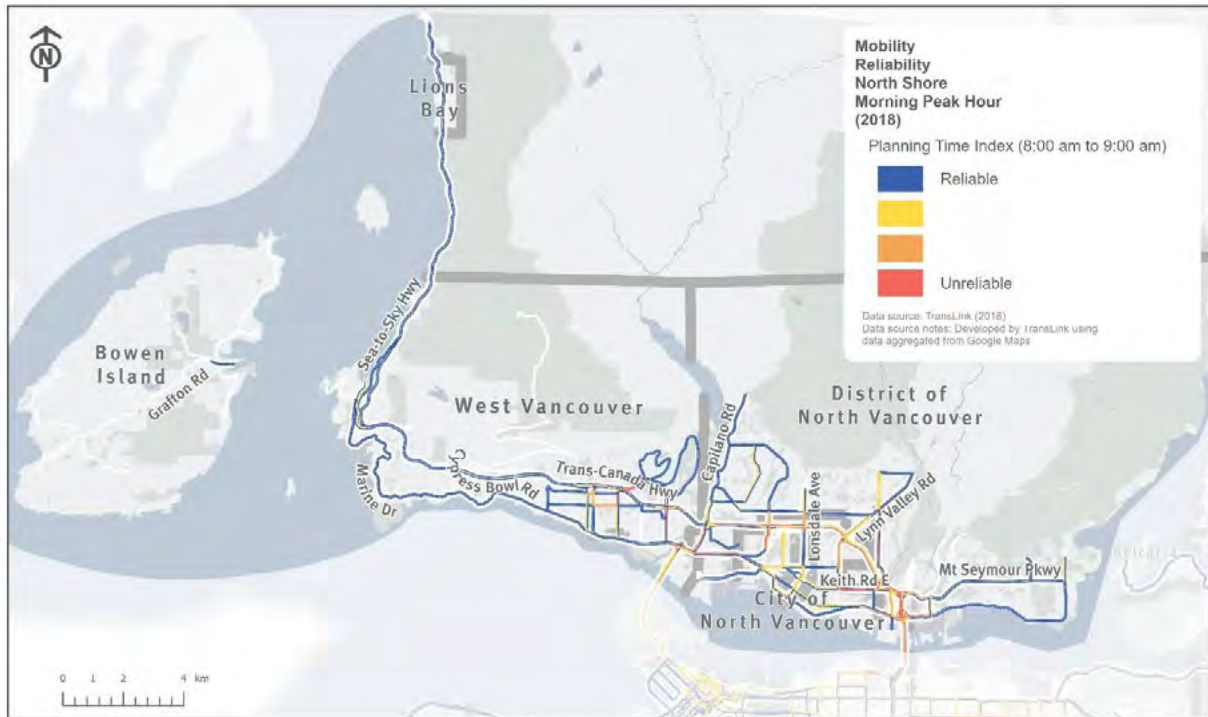 N
Mobility
Reliability
North Shore
Morning Peak Hour
(2018)
Planning Time Index (8:00 am to 9:00 am)
Reliable
Unreliable
Data source: TransLink (2018)
Data source notes: Developed by TransLink using
data aggregated from Google Maps
Lions
Bay
Sea-to-Sky Hwy
Bowen
Island
Grafton Rd
West Vancouver
District of
North Vancouver
Capilano Rd
Trans-Canada Hwy
Cypress Bowl Rd
Marine Dr
Lonsdale Ave
Lynn Valley Rd
Mt Seymour Pkwy
Keith Rd E
City of
North Vancouver
0 1 2 4 km